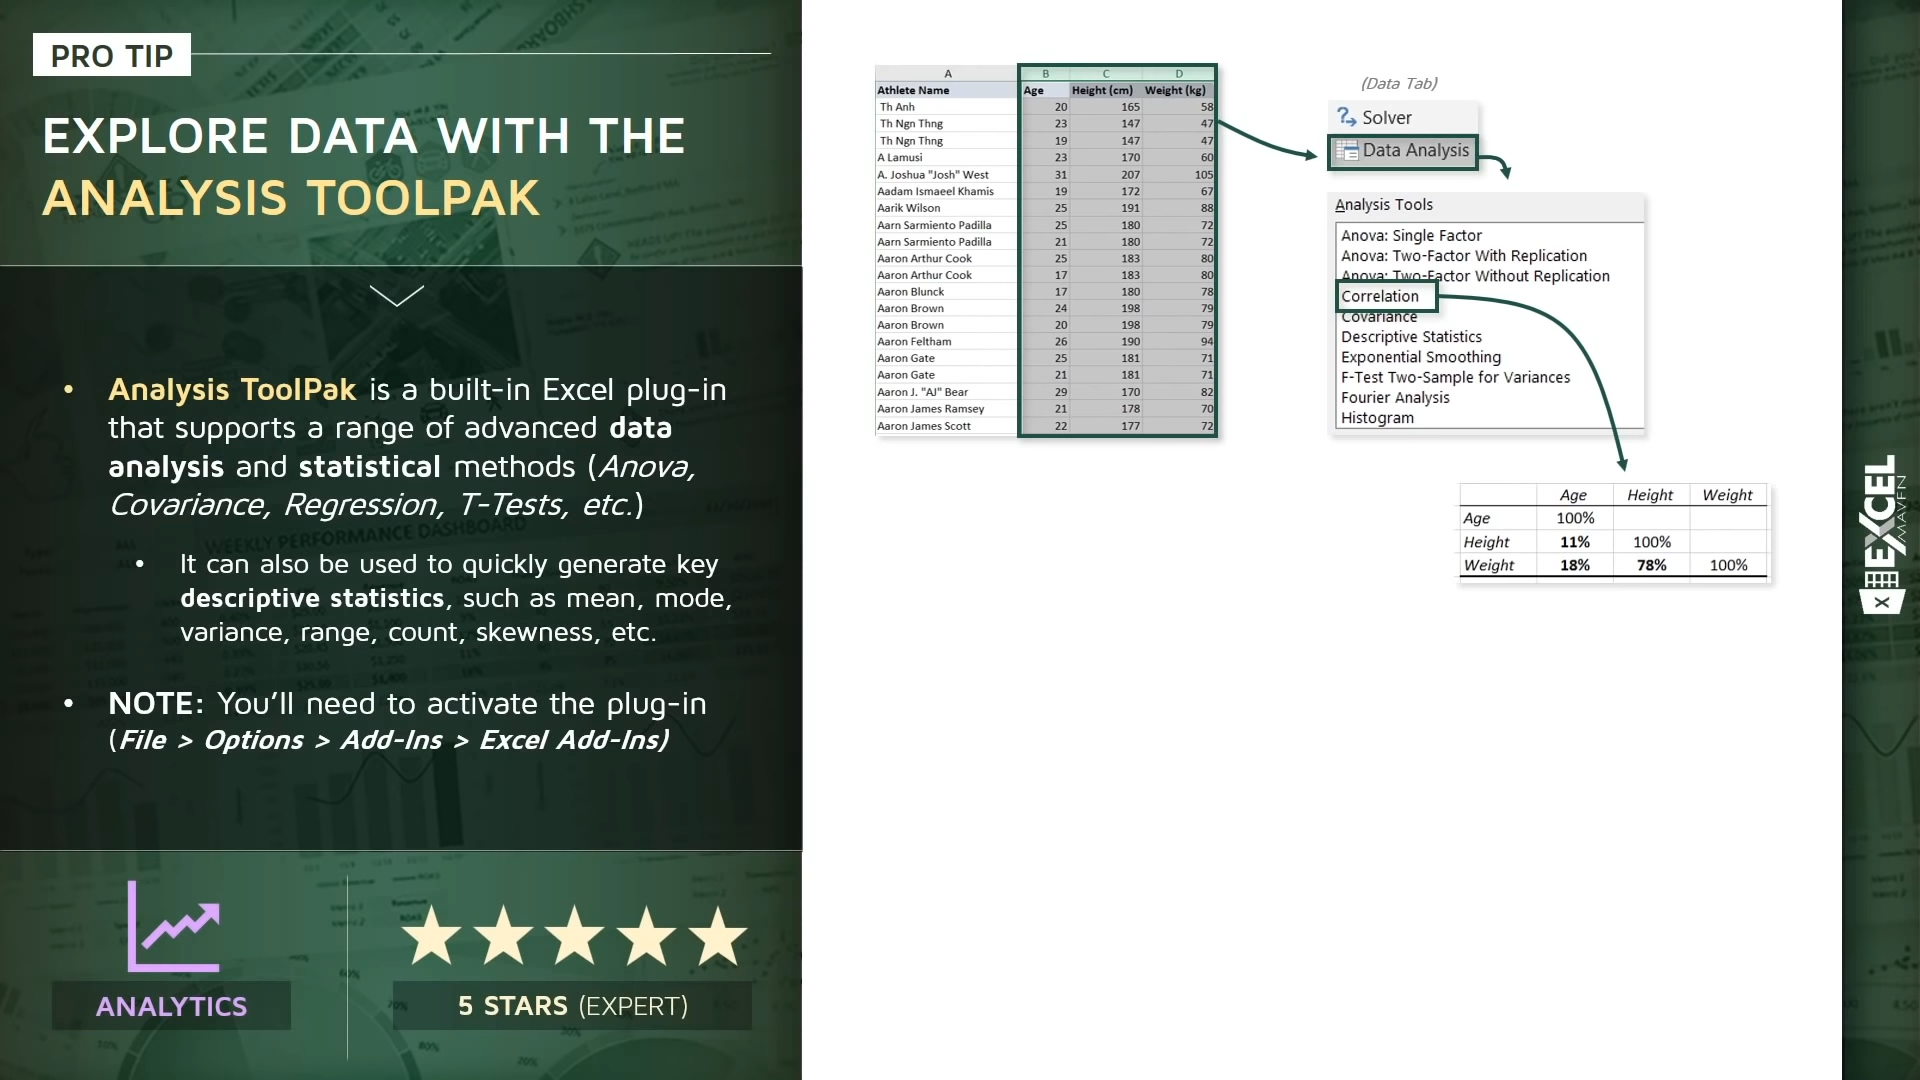 PRO TIP
EXPLORE DATA WITH THE
ANALYSIS TOOLPAK
• Analysis ToolPak is a built-in Excel plug-in
that supports a range of advanced data
analysis and statistical methods (Anova,
Covariance, Regression, T-Tests, etc.)
• It can also be used to quickly generate key
descriptive statistics, such as mean, mode,
variance, range, count, skewness, etc.
• NOTE: You'll need to activate the plug-in
(File > Options > Add-Ins > Excel Add-Ins)
ANALYTICS
5 STARS (EXPERT)
A B C D
Athlete Name Age Height (cm) Weight (kg)
Th Anh 20 165 58
Th Ngn Thng 23 147 47
Th Ngn Thng 19 147 47
A Lamusi 23 170 60
A. Joshua "Josh" West 31 207 105
Aadam Ismaeel Khamis 19 172 67
Aarik Wilson 25 191 88
Aarn Sarmiento Padilla 25 180 72
Aarn Sarmiento Padilla 21 180 72
Aaron Arthur Cook 25 183 80
Aaron Arthur Cook 17 183 80
Aaron Blunck 17 180 78
Aaron Brown 24 198 79
Aaron Brown 20 198 79
Aaron Feltham 26 190 94
Aaron Gate 25 181 71
Aaron Gate 21 181 71
Aaron J. "AJ" Bear 29 170 82
Aaron James Ramsey 21 178 70
Aaron James Scott 22 177 72
(Data Tab)
Solver
Data Analysis
Analysis Tools
Anova: Single Factor
Anova: Two-Factor With Replication
Anova: Two-Factor Without Replication
Correlation
Covariance
Descriptive Statistics
Exponential Smoothing
F-Test Two-Sample for Variances
Fourier Analysis
Histogram
Age Height Weight
Age 100%
Height 11% 100%
Weight 18% 78% 100%
EXCEL
MAVEN
X